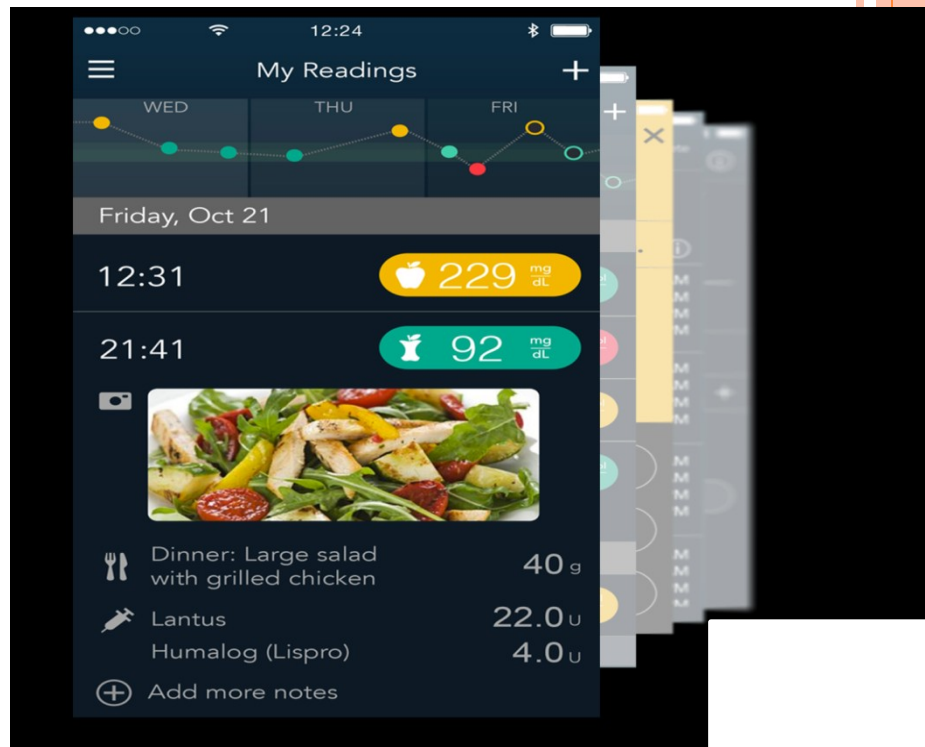 12:24
My Readings
WED THU FRI
Friday, Oct 21
12:31 229 mg/dL
21:41 92 mg/dL
Dinner: Large salad 40 g
with grilled chicken
Lantus 22.0 U
Humalog (Lispro) 4.0 U
Add more notes